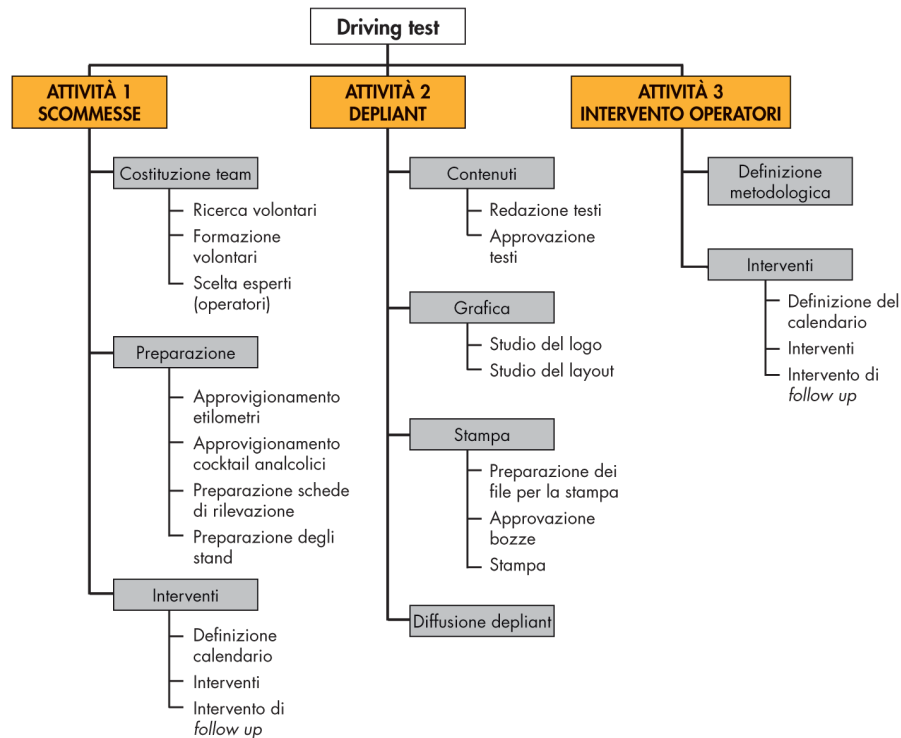 Driving test
ATTIVITÀ 1
SCOMMESSE
Costituzione team
Ricerca volontari
Formazione
volontari
Scelta esperti
(operatori)
Preparazione
Approvigionamento
etilometri
Approvigionamento
cocktail analcolici
Preparazione schede
di rilevazione
Preparazione degli
stand
Interventi
Definizione
calendario
Interventi
Intervento di
follow up
ATTIVITÀ 2
DEPLIANT
Contenuti
Redazione testi
Approvazione
testi
Grafica
Studio del logo
Studio del layout
Stampa
Preparazione dei
file per la stampa
Approvazione
bozze
Stampa
Diffusione depliant
ATTIVITÀ 3
INTERVENTO OPERATORI
Definizione
metodologica
Interventi
Definizione del
calendario
Interventi
Intervento di
follow up